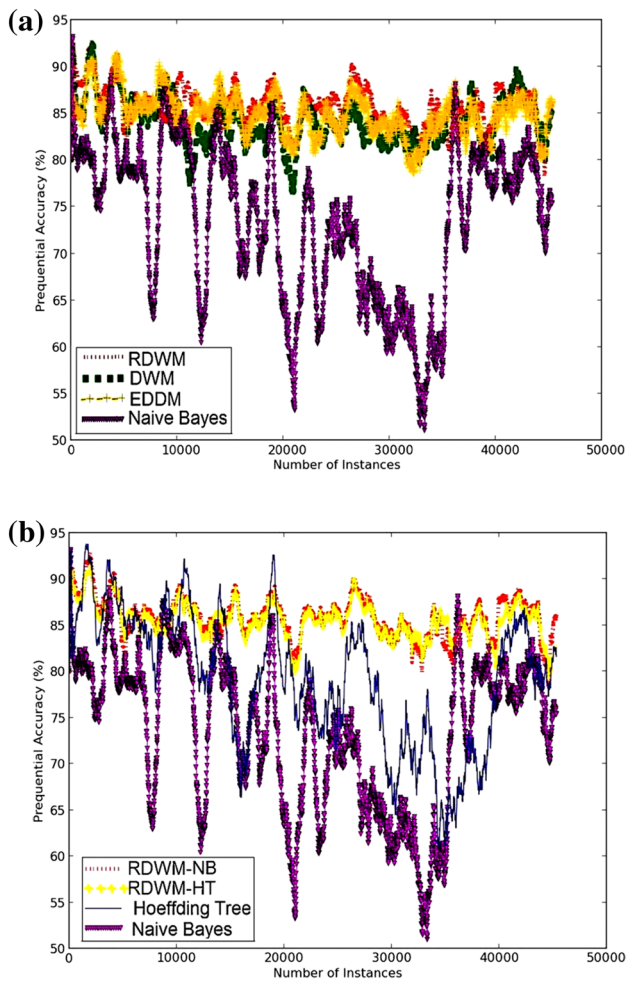 (a)
95
90
85
80
75
70
65
60
55
50
Prequential Accuracy (%)
RDWM
DWM
EDDM
Naive Bayes
0 10000 20000 30000 40000 50000
Number of Instances
(b)
95
90
85
80
75
70
65
60
55
50
Prequential Accuracy (%)
RDWM-NB
RDWM-HT
Hoeffding Tree
Naive Bayes
0 10000 20000 30000 40000 50000
Number of Instances